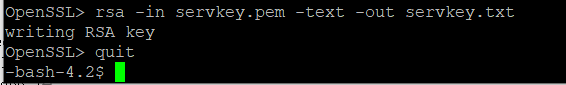 OpenSSL> rsa -in servkey.pem -text -out servkey.txt
writing RSA key
OpenSSL> quit
-bash-4.2$